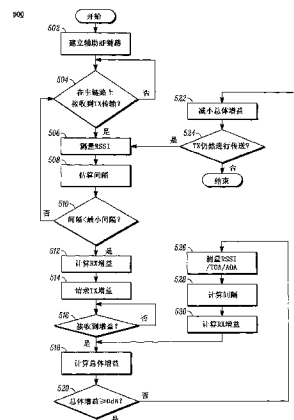 500
开始
502
建立辅助RF链路
504
在主链路上
接收到TX传输?
否
是
506
测量RSSI
508
估算间隔
510
间隔<最小间隔?
否
是
512
计算RX增益
514
请求TX增益
516
接收到增益?
否
是
518
计算总体增益
520
总体增益≥0dB?
否
是
522
减小总体增益
524
TX仍然进行传送?
是
否
结束
526
测量RSSI
/TOA/AOA
528
计算间隔
530
计算RX增益